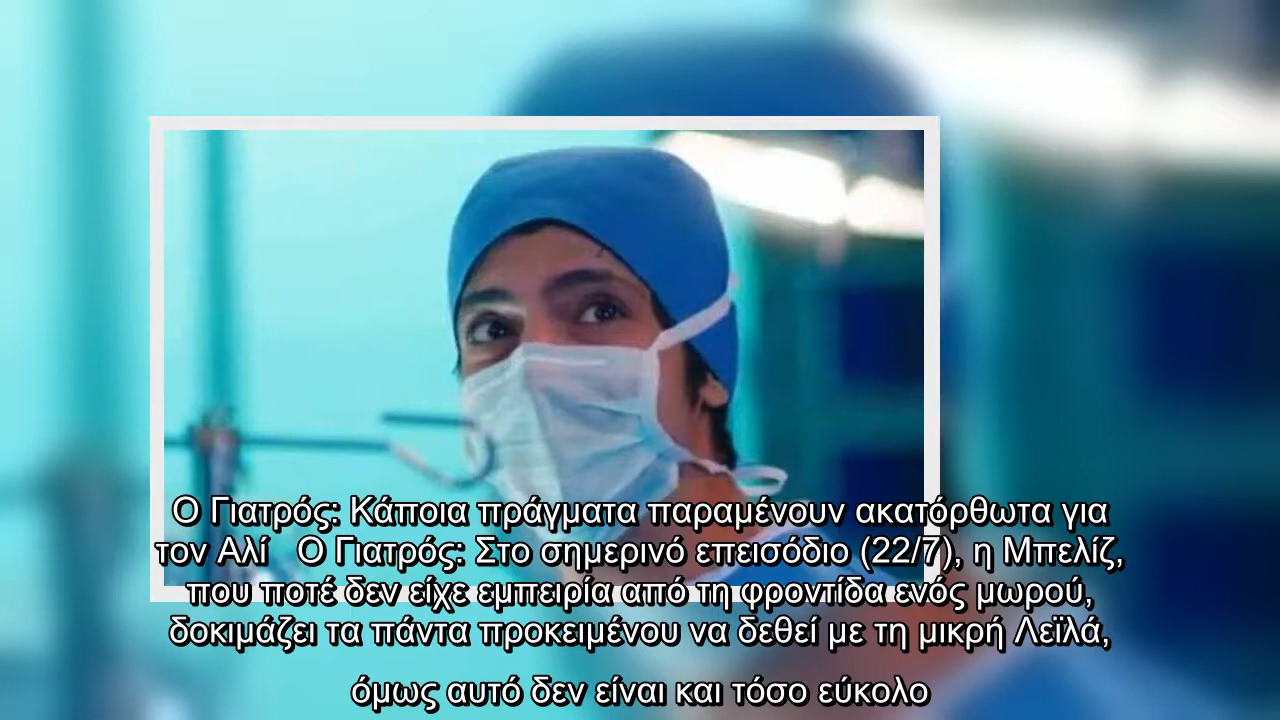 Ο Γιατρός: Κάποια πράγματα παραμένουν ακατόρθωτα για
τον Αλί   Ο Γιατρός: Στο σημερινό επεισόδιο (22/7), η Μπελίζ,
που ποτέ δεν είχε εμπειρία από τη φροντίδα ενός μωρού,
δοκιμάζει τα πάντα προκειμένου να δεθεί με τη μικρή Λεϊλά,
όμως αυτό δεν είναι και τόσο εύκολο